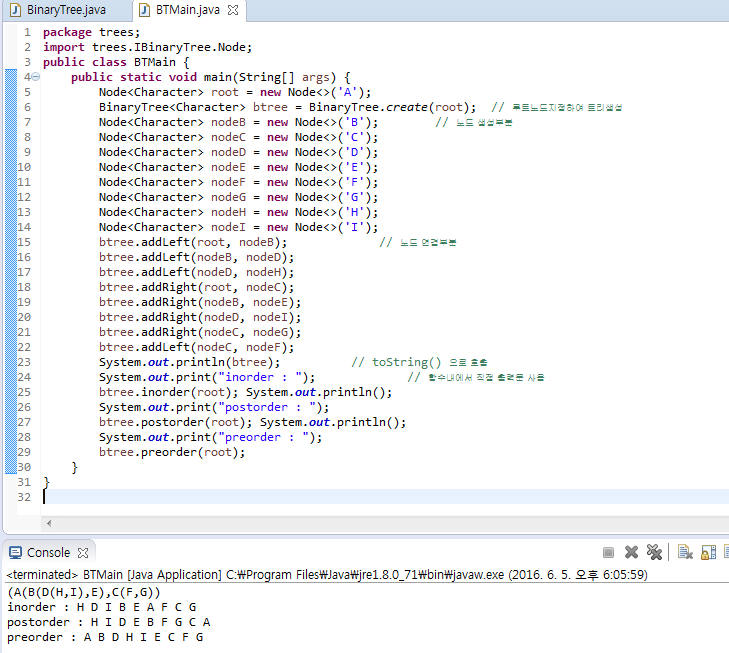 BinaryTree.java BTMain.java
1 package trees;
2 import trees.IBinaryTree.Node;
3 public class BTMain {
4 public static void main(String[] args) {
5 Node<Character> root = new Node<>('A');
6 BinaryTree<Character> btree = BinaryTree.create(root); // 루트노드지정하여 트리생성
7 Node<Character> nodeB = new Node<>('B'); // 노드 생성부분
8 Node<Character> nodeC = new Node<>('C');
9 Node<Character> nodeD = new Node<>('D');
10 Node<Character> nodeE = new Node<>('E');
11 Node<Character> nodeF = new Node<>('F');
12 Node<Character> nodeG = new Node<>('G');
13 Node<Character> nodeH = new Node<>('H');
14 Node<Character> nodeI = new Node<>('I');
15 btree.addLeft(root, nodeB); // 노드 연결부분
16 btree.addLeft(nodeB, nodeD);
17 btree.addLeft(nodeD, nodeH);
18 btree.addRight(root, nodeC);
19 btree.addRight(nodeB, nodeE);
20 btree.addRight(nodeD, nodeI);
21 btree.addRight(nodeC, nodeG);
22 btree.addLeft(nodeC, nodeF);
23 System.out.println(btree); // toString() 으로 호출
24 System.out.print("inorder : "); // 함수내에서 직접 출력문 사용
25 btree.inorder(root); System.out.println();
26 System.out.print("postorder : ");
27 btree.postorder(root); System.out.println();
28 System.out.print("preorder : ");
29 btree.preorder(root);
30 }
31 }
32
Console
<terminated> BTMain [Java Application] C:₩Program Files₩Java₩jre1.8.0_71₩bin₩javaw.exe (2016. 6. 5. 오후 6:05:59)
(A(B(D(H,I),E),C(F,G))
inorder : H D I B E A F C G
postorder : H I D E B F G C A
preorder : A B D H I E C F G